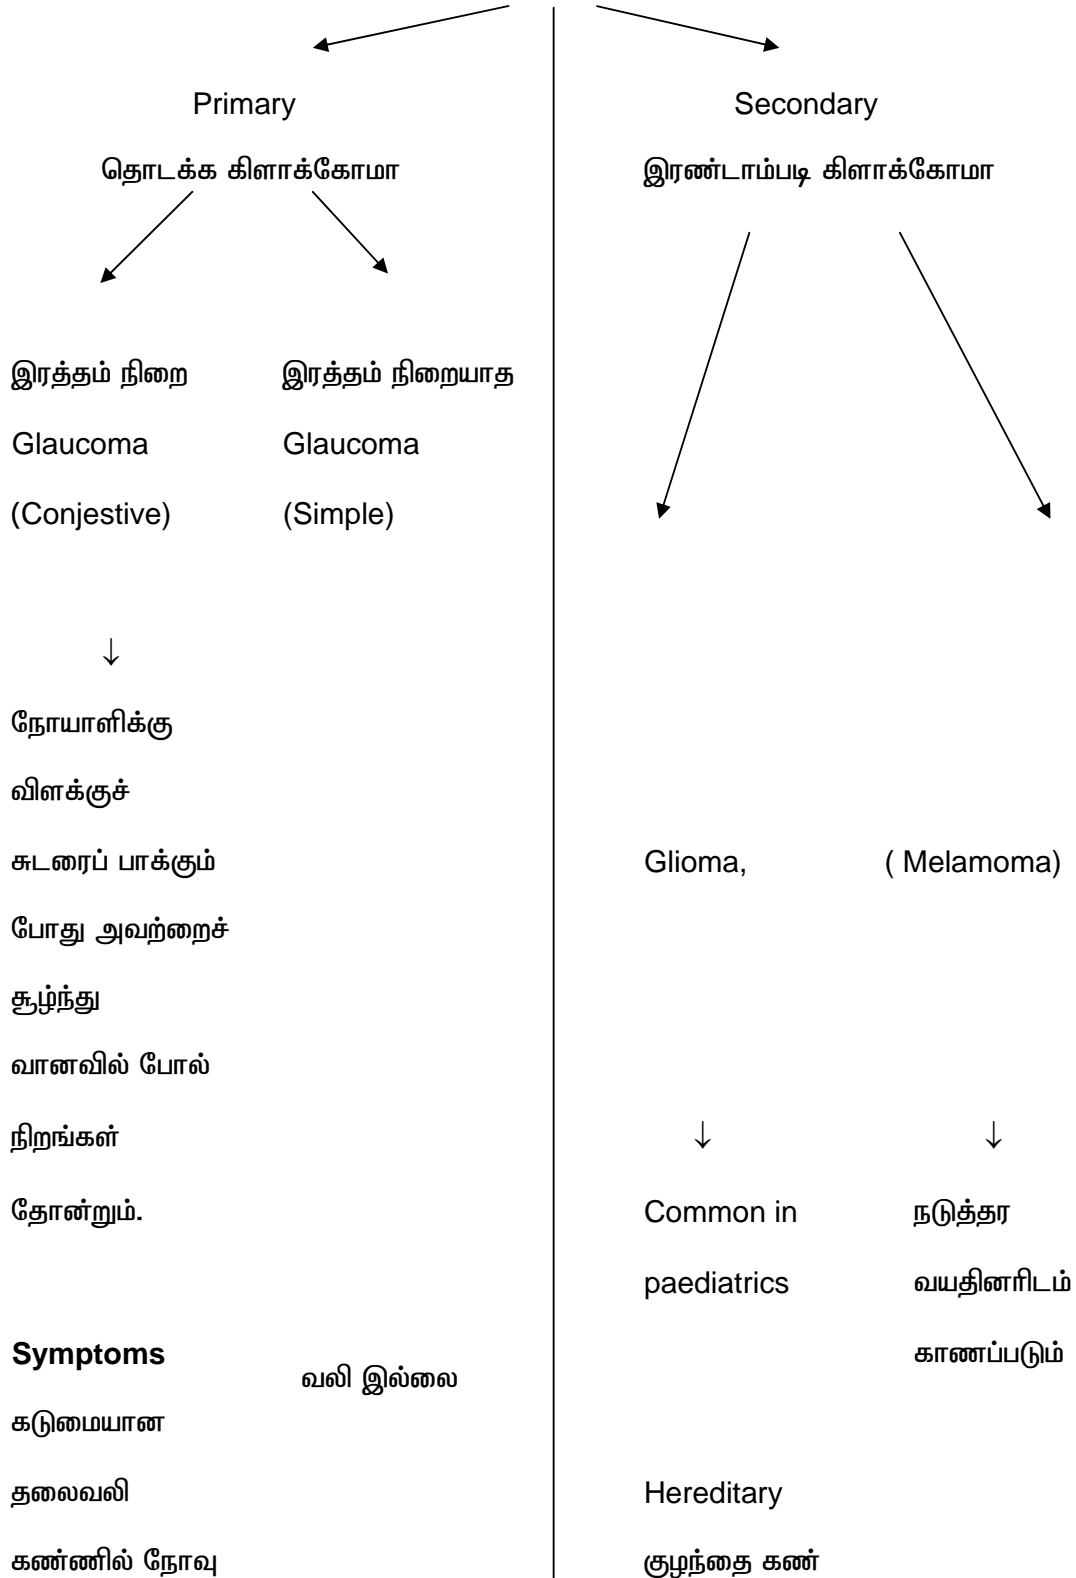 Primary
தொடக்க கிளாக்கோமா
இரத்தம் நிறை
Glaucoma
(Conjestive)
இரத்தம் நிறையாத
Glaucoma
(Simple)
↓
நோயாளிக்கு
விளக்குச்
சுடரைப் பாக்கும்
போது அவற்றைச்
சூழ்ந்து
வானவில் போல்
நிறங்கள்
தோன்றும்.
Symptoms
கடுமையான
தலைவலி
கண்ணில் நோவு
வலி இல்லை
Secondary
இரண்டாம்படி கிளாக்கோமா
Glioma,
↓
Common in
paediatrics
Hereditary
குழந்தை கண்
( Melamoma)
↓
நடுத்தர
வயதினரிடம்
காணப்படும்